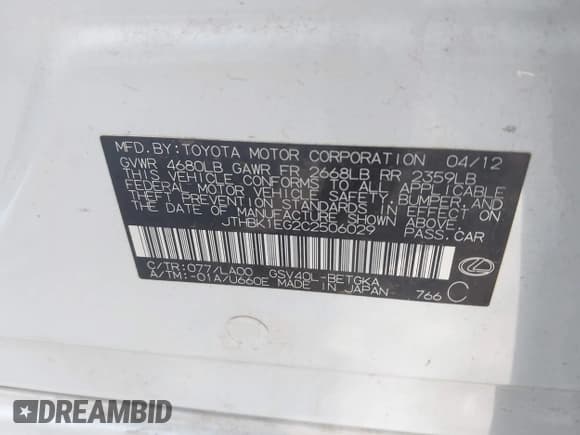 MFD.BY:TOYOTA MOTOR CORPORATION 04/12
GVWR 4680LB GAWR FR 2668LB RR 2359LB
THIS VEHICLE CONFORMS TO ALL APPLICABLE
FEDERAL MOTOR VEHICLE SAFETY,BUMPER,AND
THEFT PREVENTION STANDARDS IN EFFECT ON
THE DATE OF MANUFACTURE SHOWN ABOVE.
JTHBK1EG2C2506029 PASS.CAR
C/TR:077/LA00 GSV40L-BETGKA
A/TM:-01A/U660E MADE IN JAPAN 766 C
DREAMBID